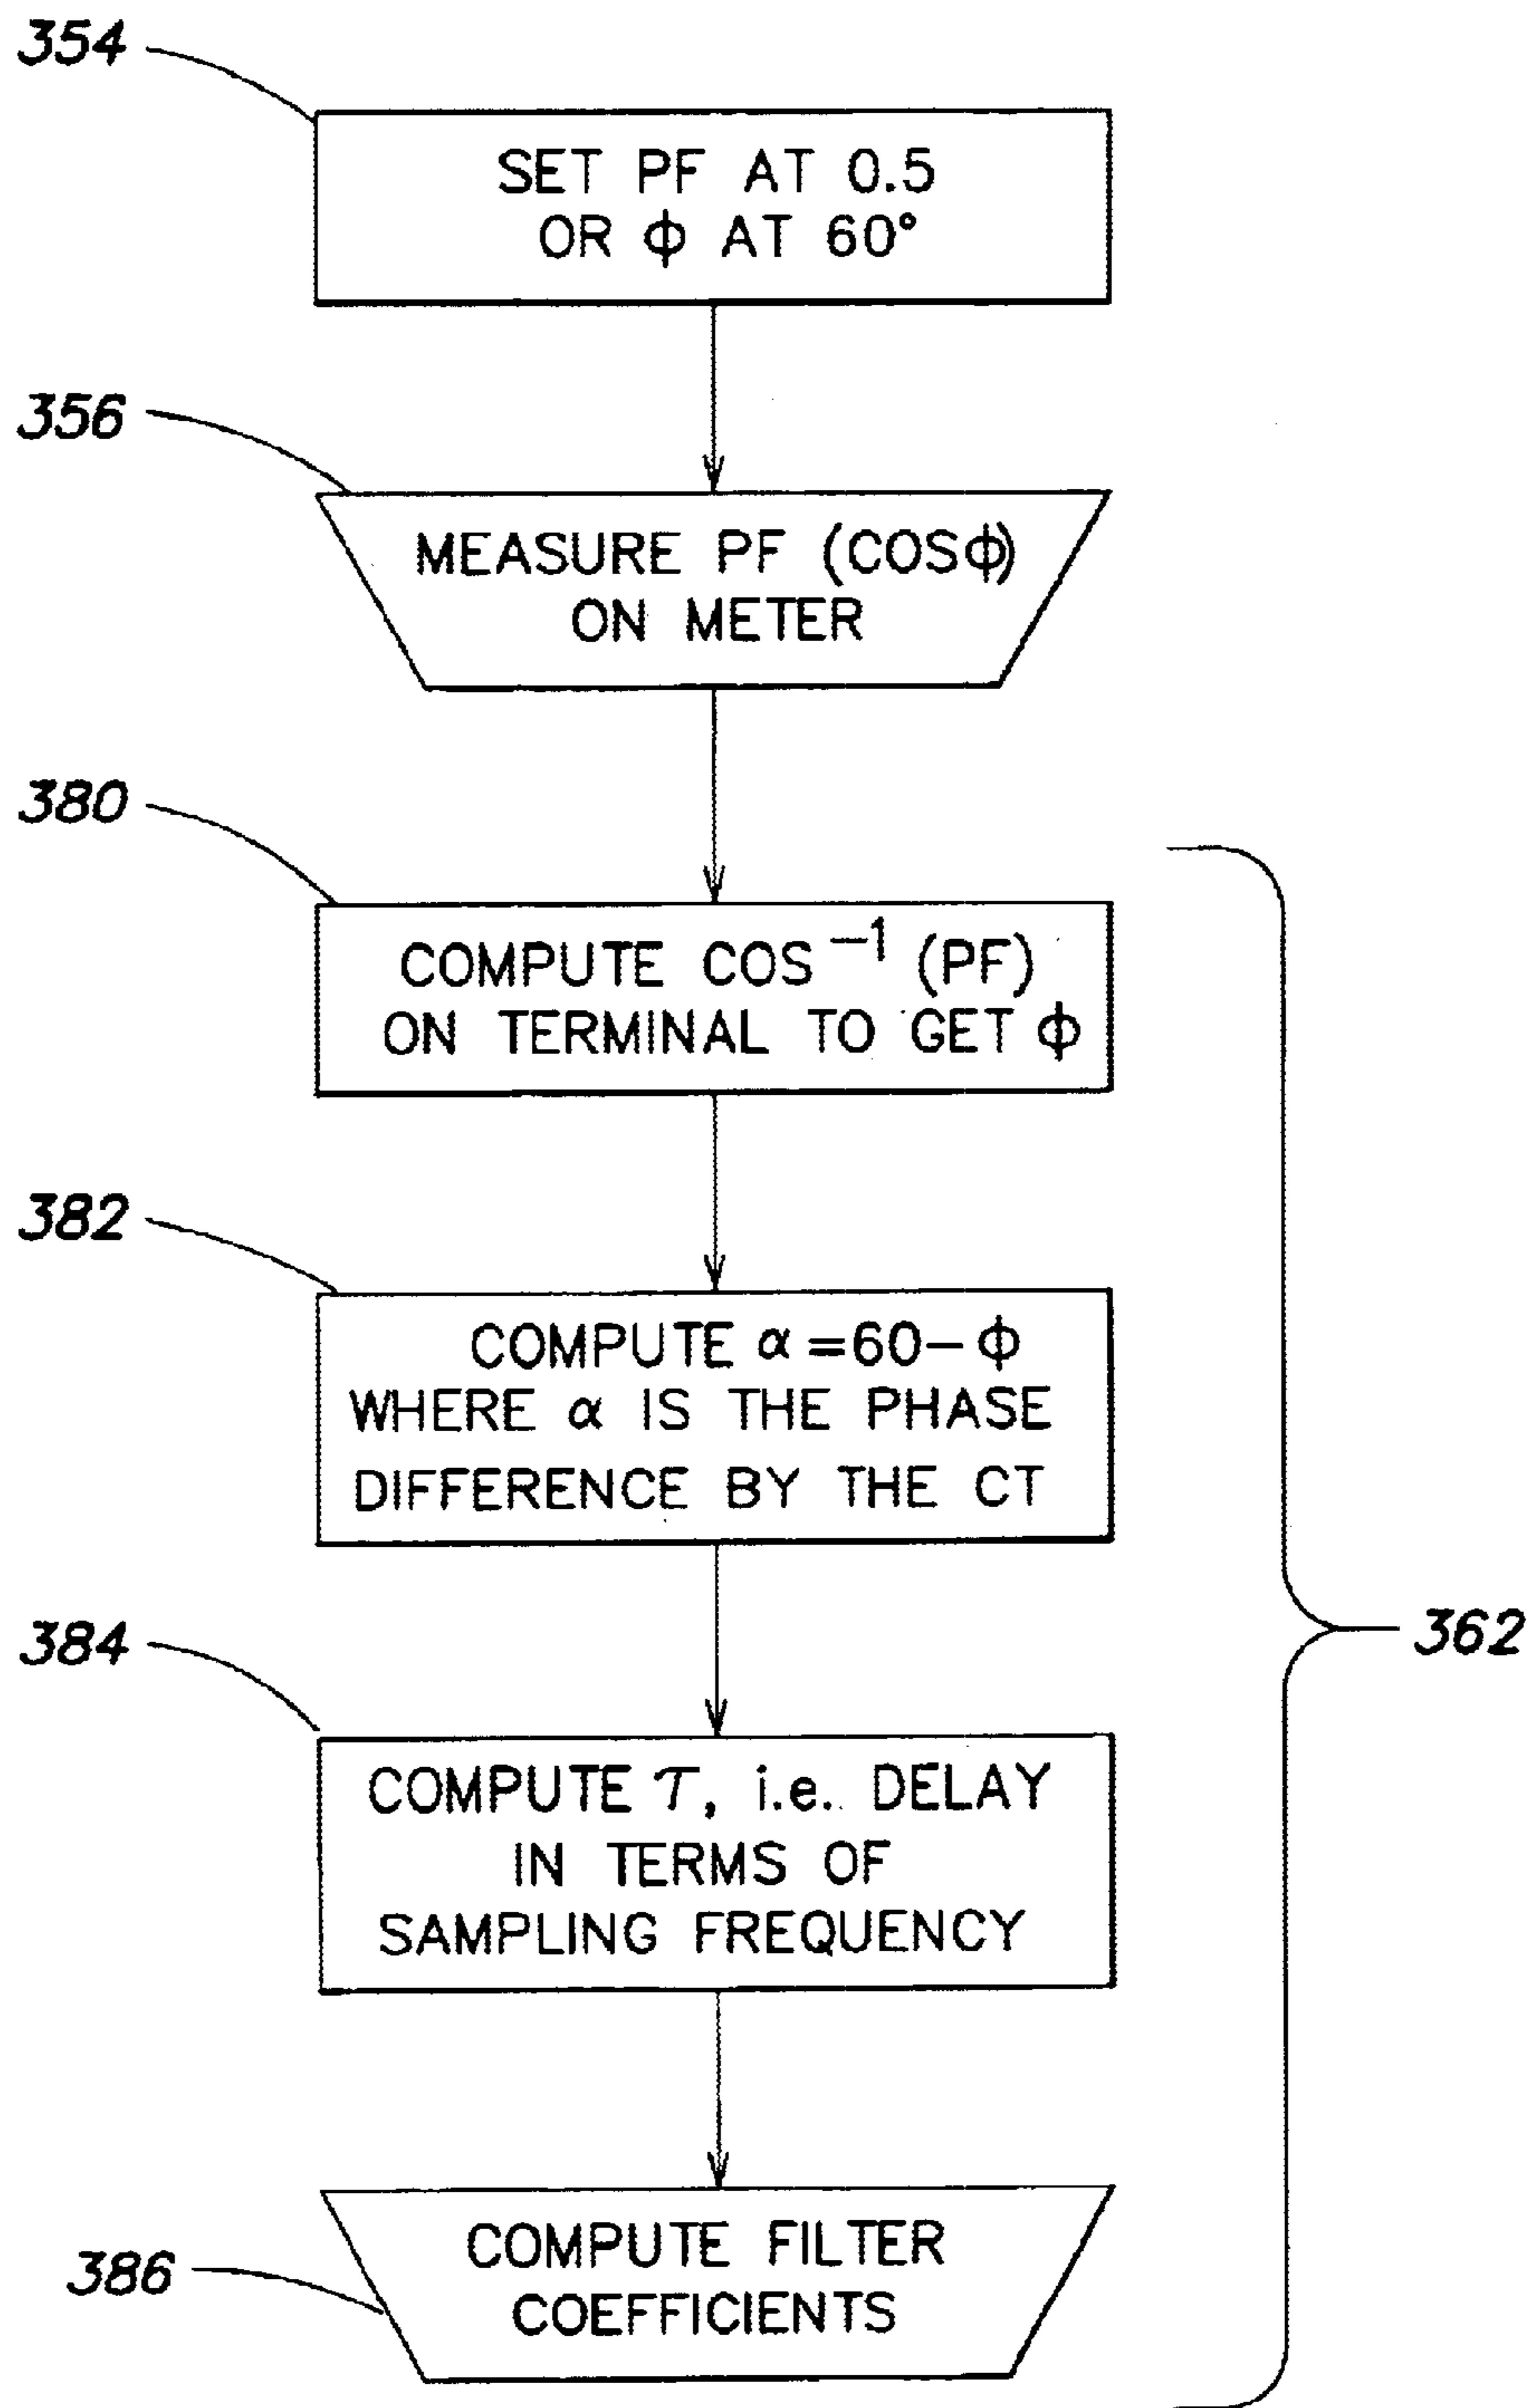 354
SET PF AT 0.5
OR ϕ AT 60°
356
MEASURE PF (COSϕ)
ON METER
380
COMPUTE COS⁻¹ (PF)
ON TERMINAL TO GET ϕ
382
COMPUTE α=60-ϕ
WHERE α IS THE PHASE
DIFFERENCE BY THE CT
384
362
COMPUTE τ, i.e. DELAY
IN TERMS OF
SAMPLING FREQUENCY
386
COMPUTE FILTER
COEFFICIENTS